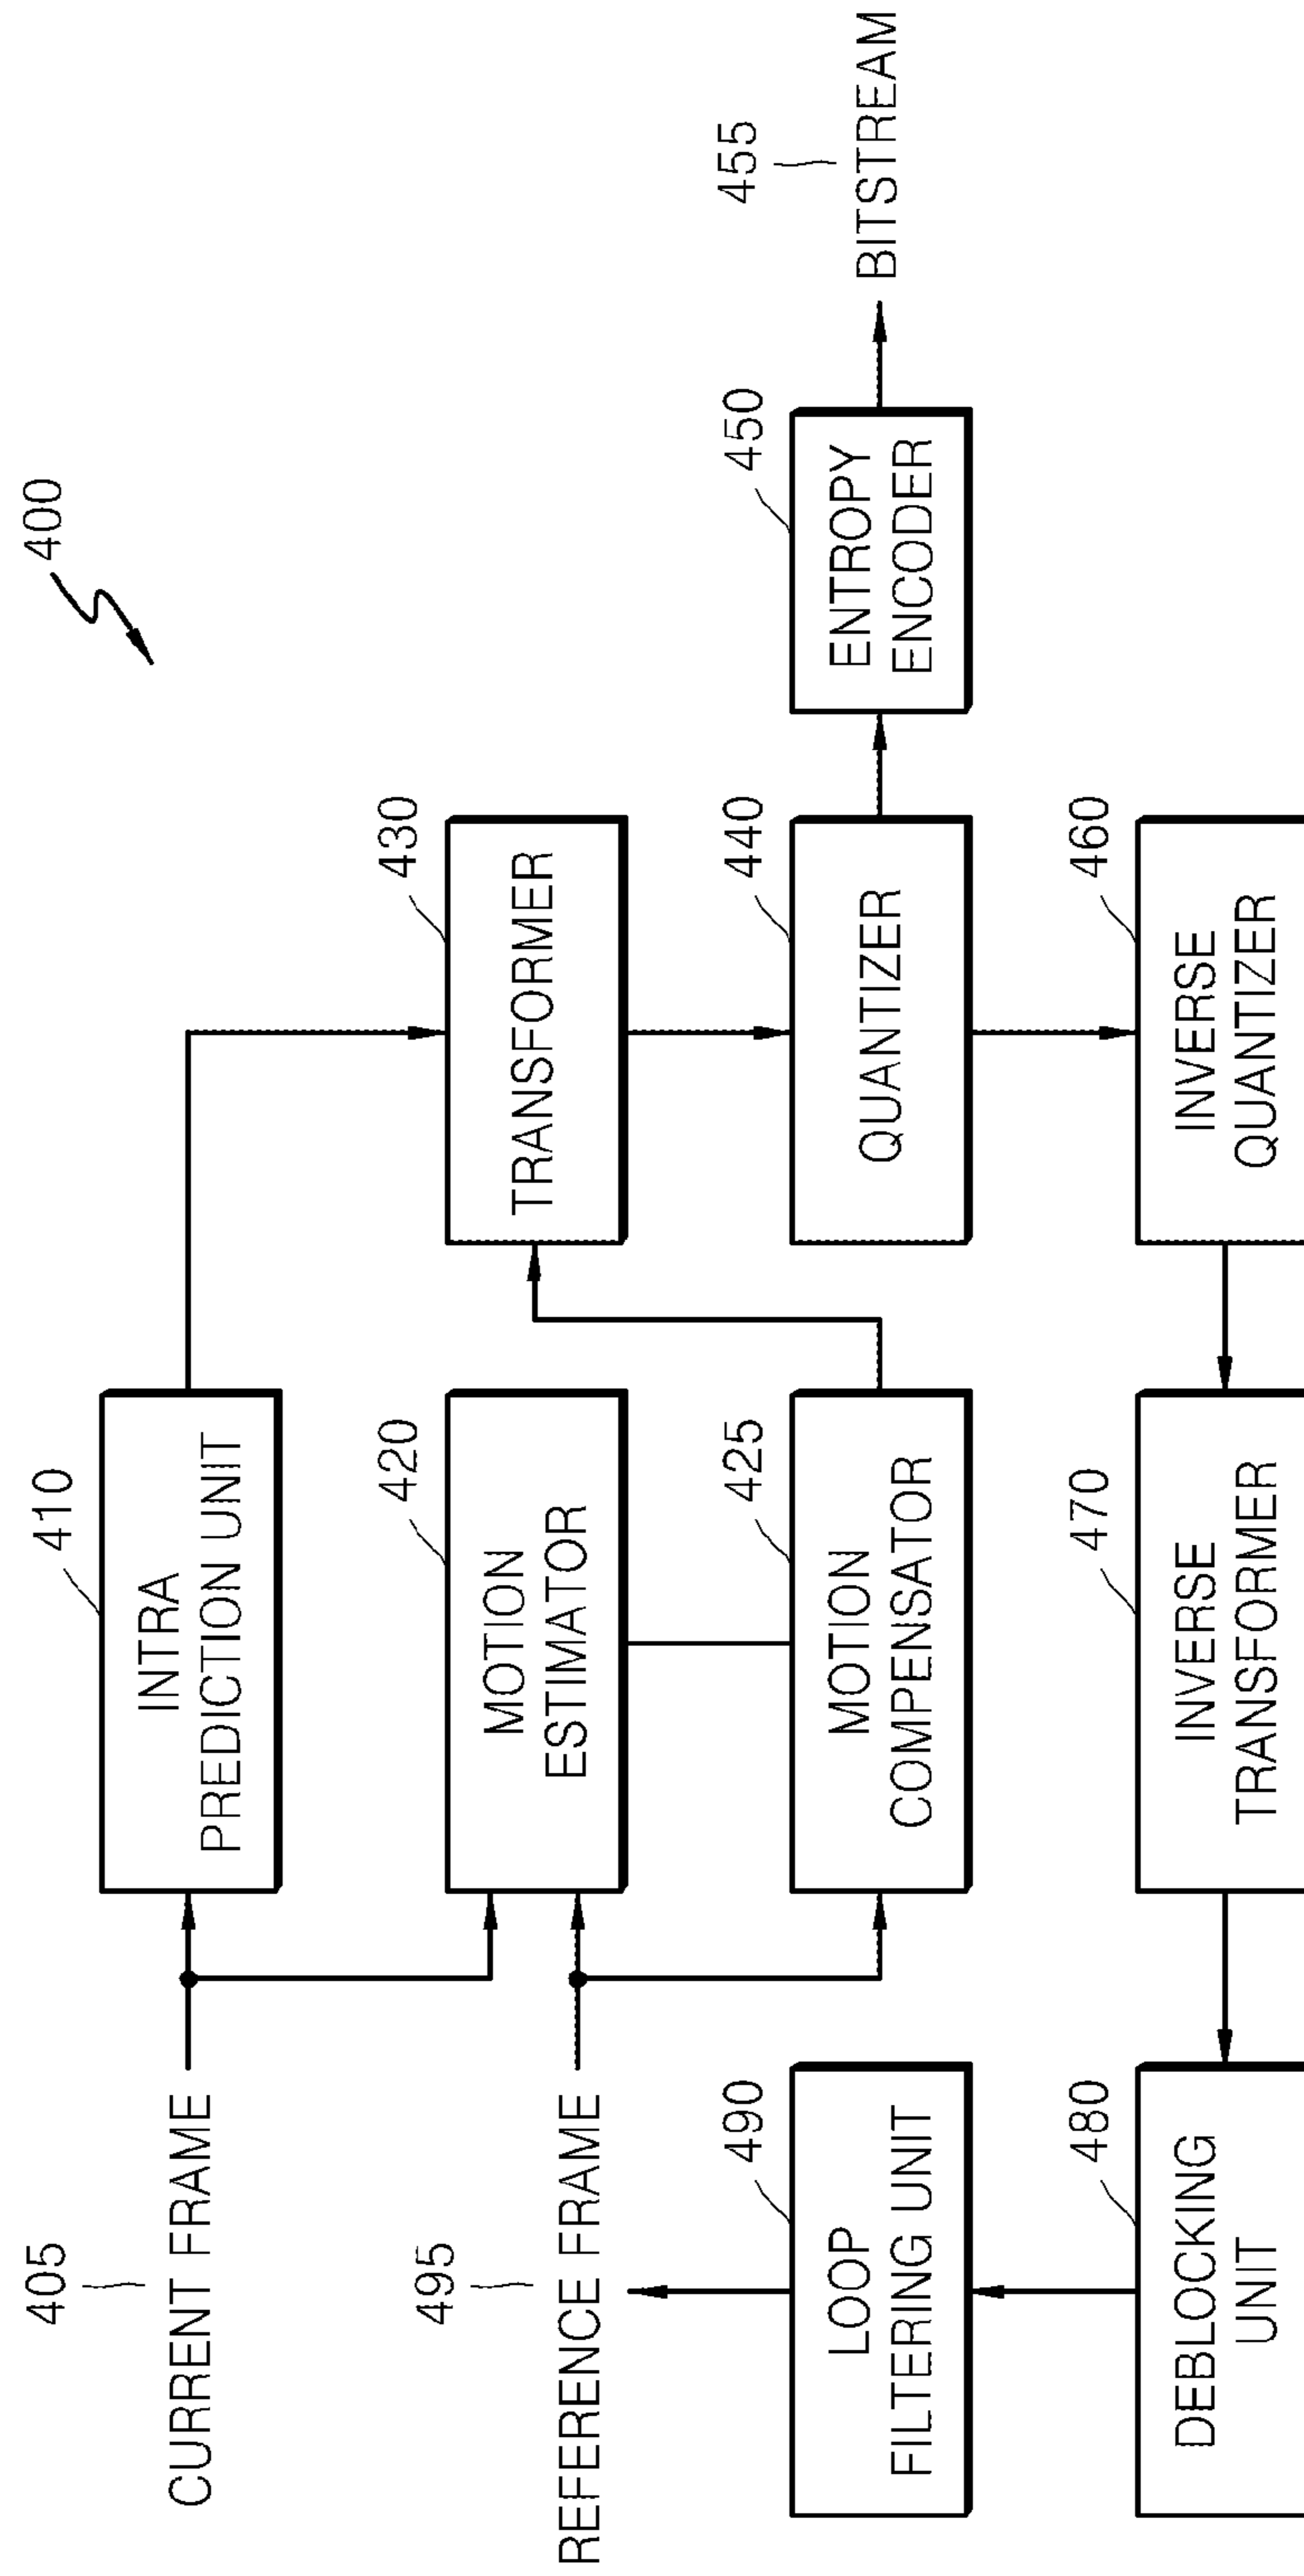 400
405
CURRENT FRAME
410
INTRA
PREDICTION UNIT
495
REFERENCE FRAME
420
MOTION
ESTIMATOR
430
TRANSFORMER
490
LOOP
FILTERING UNIT
425
MOTION
COMPENSATOR
440
QUANTIZER
450
ENTROPY
ENCODER
455
BITSTREAM
480
DEBLOCKING
UNIT
470
INVERSE
TRANSFORMER
460
INVERSE
QUANTIZER